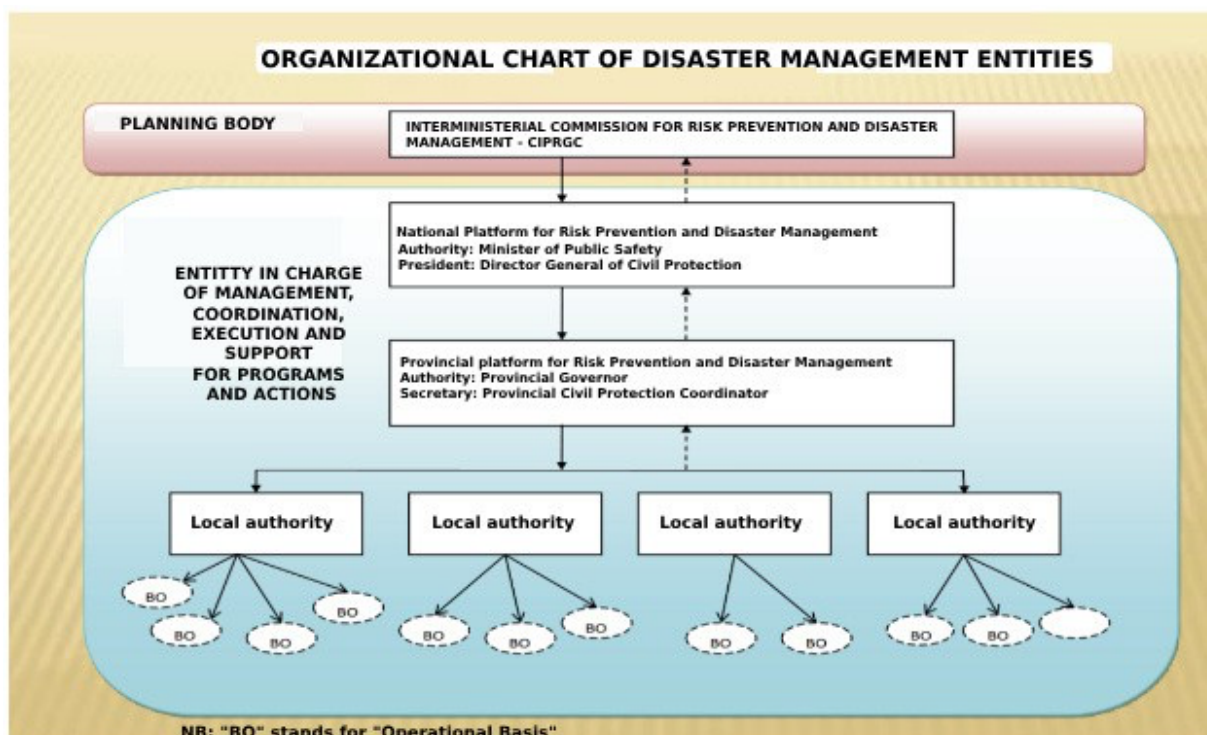 ORGANIZATIONAL CHART OF DISASTER MANAGEMENT ENTITIES
PLANNING BODY
INTERMINISTERIAL COMMISSION FOR RISK PREVENTION AND DISASTER
MANAGEMENT - CIPRGC
National Platform for Risk Prevention and Disaster Management
Authority: Minister of Public Safety
President: Director General of Civil Protection
ENTITTY IN CHARGE
OF MANAGEMENT,
COORDINATION,
EXECUTION AND
SUPPORT
FOR PROGRAMS
AND ACTIONS
Provincial platform for Risk Prevention and Disaster Management
Authority: Provincial Governor
Secretary: Provincial Civil Protection Coordinator
Local authority
Local authority
Local authority
Local authority
BO
BO
BO
BO
BO
BO
BO
BO
BO
BO
BO
NB: "BO" stands for "Operational Basis"